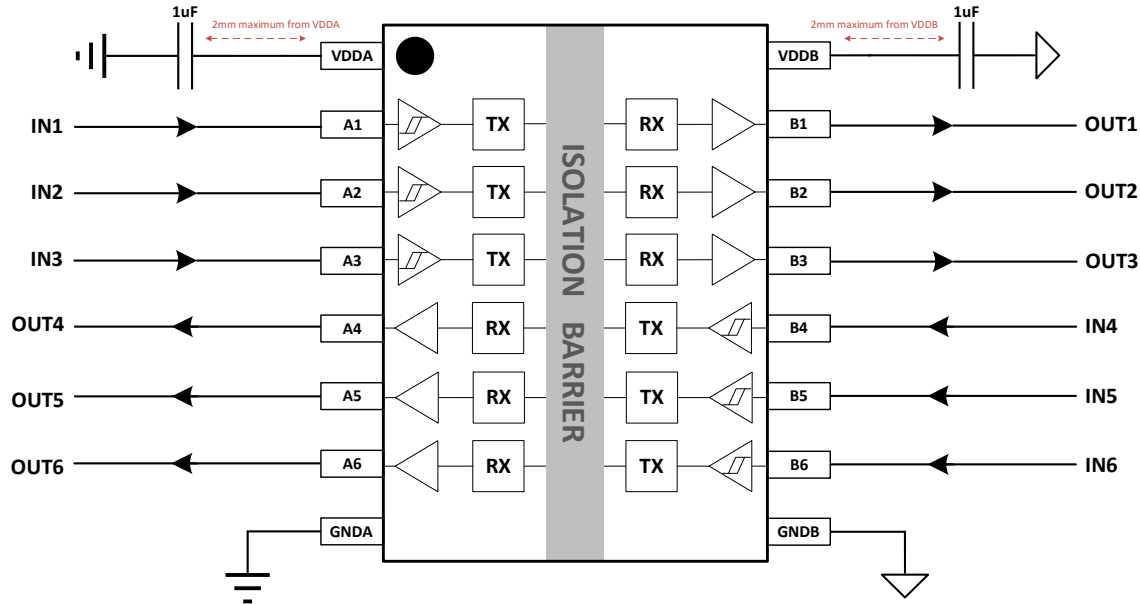 1uF
2mm maximum from VDDA
2mm maximum from VDDB
1uF
VDDA
VDDB
IN1 A1 TX RX B1 OUT1
IN2 A2 TX RX B2 OUT2
IN3 A3 TX RX B3 OUT3
OUT4 A4 RX TX B4 IN4
OUT5 A5 RX TX B5 IN5
OUT6 A6 RX TX B6 IN6
ISOLATION BARRIER
GNDA
GNDB